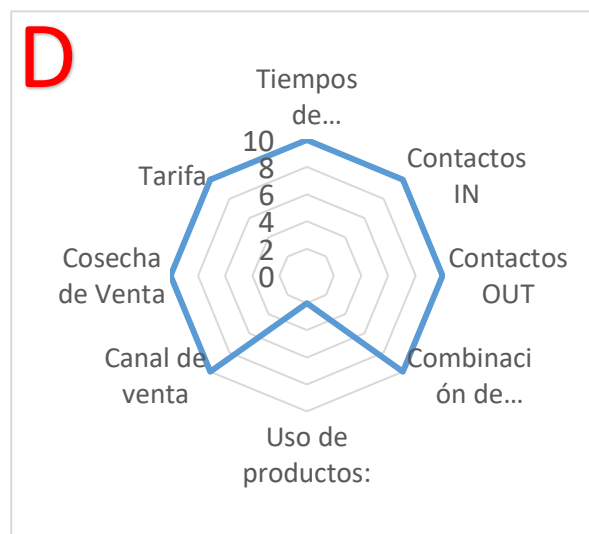 D
Tiempos
de...
10
8
6
4
2
0
Contactos
IN
Contactos
OUT
Combinaci
ón de...
Uso de
productos:
Canal de
venta
Cosecha
de Venta
Tarifa